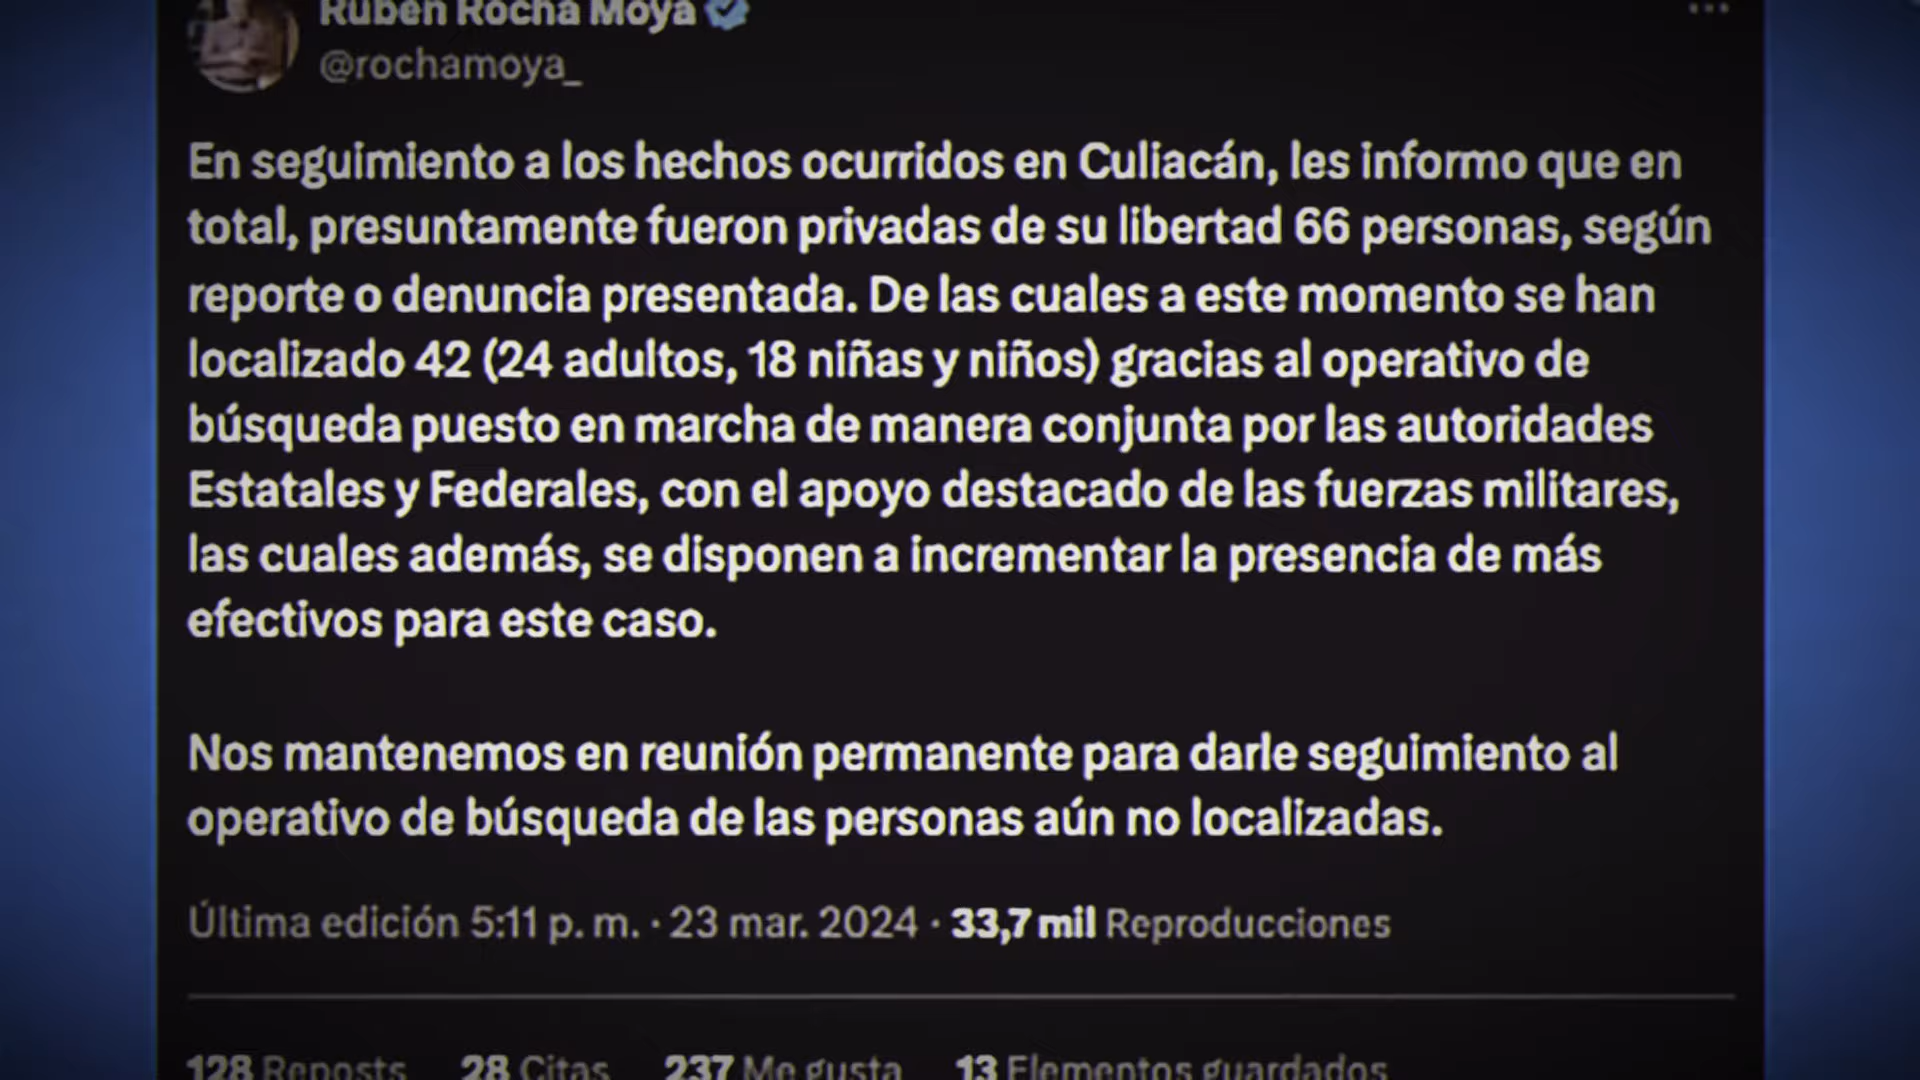 Rubén Rocha Moya
@rochamoya_
En seguimiento a los hechos ocurridos en Culiacán, les informo que en
total, presuntamente fueron privadas de su libertad 66 personas, según
reporte o denuncia presentada. De las cuales a este momento se han
localizado 42 (24 adultos, 18 niñas y niños) gracias al operativo de
búsqueda puesto en marcha de manera conjunta por las autoridades
Estatales y Federales, con el apoyo destacado de las fuerzas militares,
las cuales además, se disponen a incrementar la presencia de más
efectivos para este caso.
Nos mantenemos en reunión permanente para darle seguimiento al
operativo de búsqueda de las personas aún no localizadas.
Última edición 5:11 p. m. · 23 mar. 2024 · 33,7 mil Reproducciones
128 Reposts 28 Citas 237 Me gusta 13 Elementos guardados